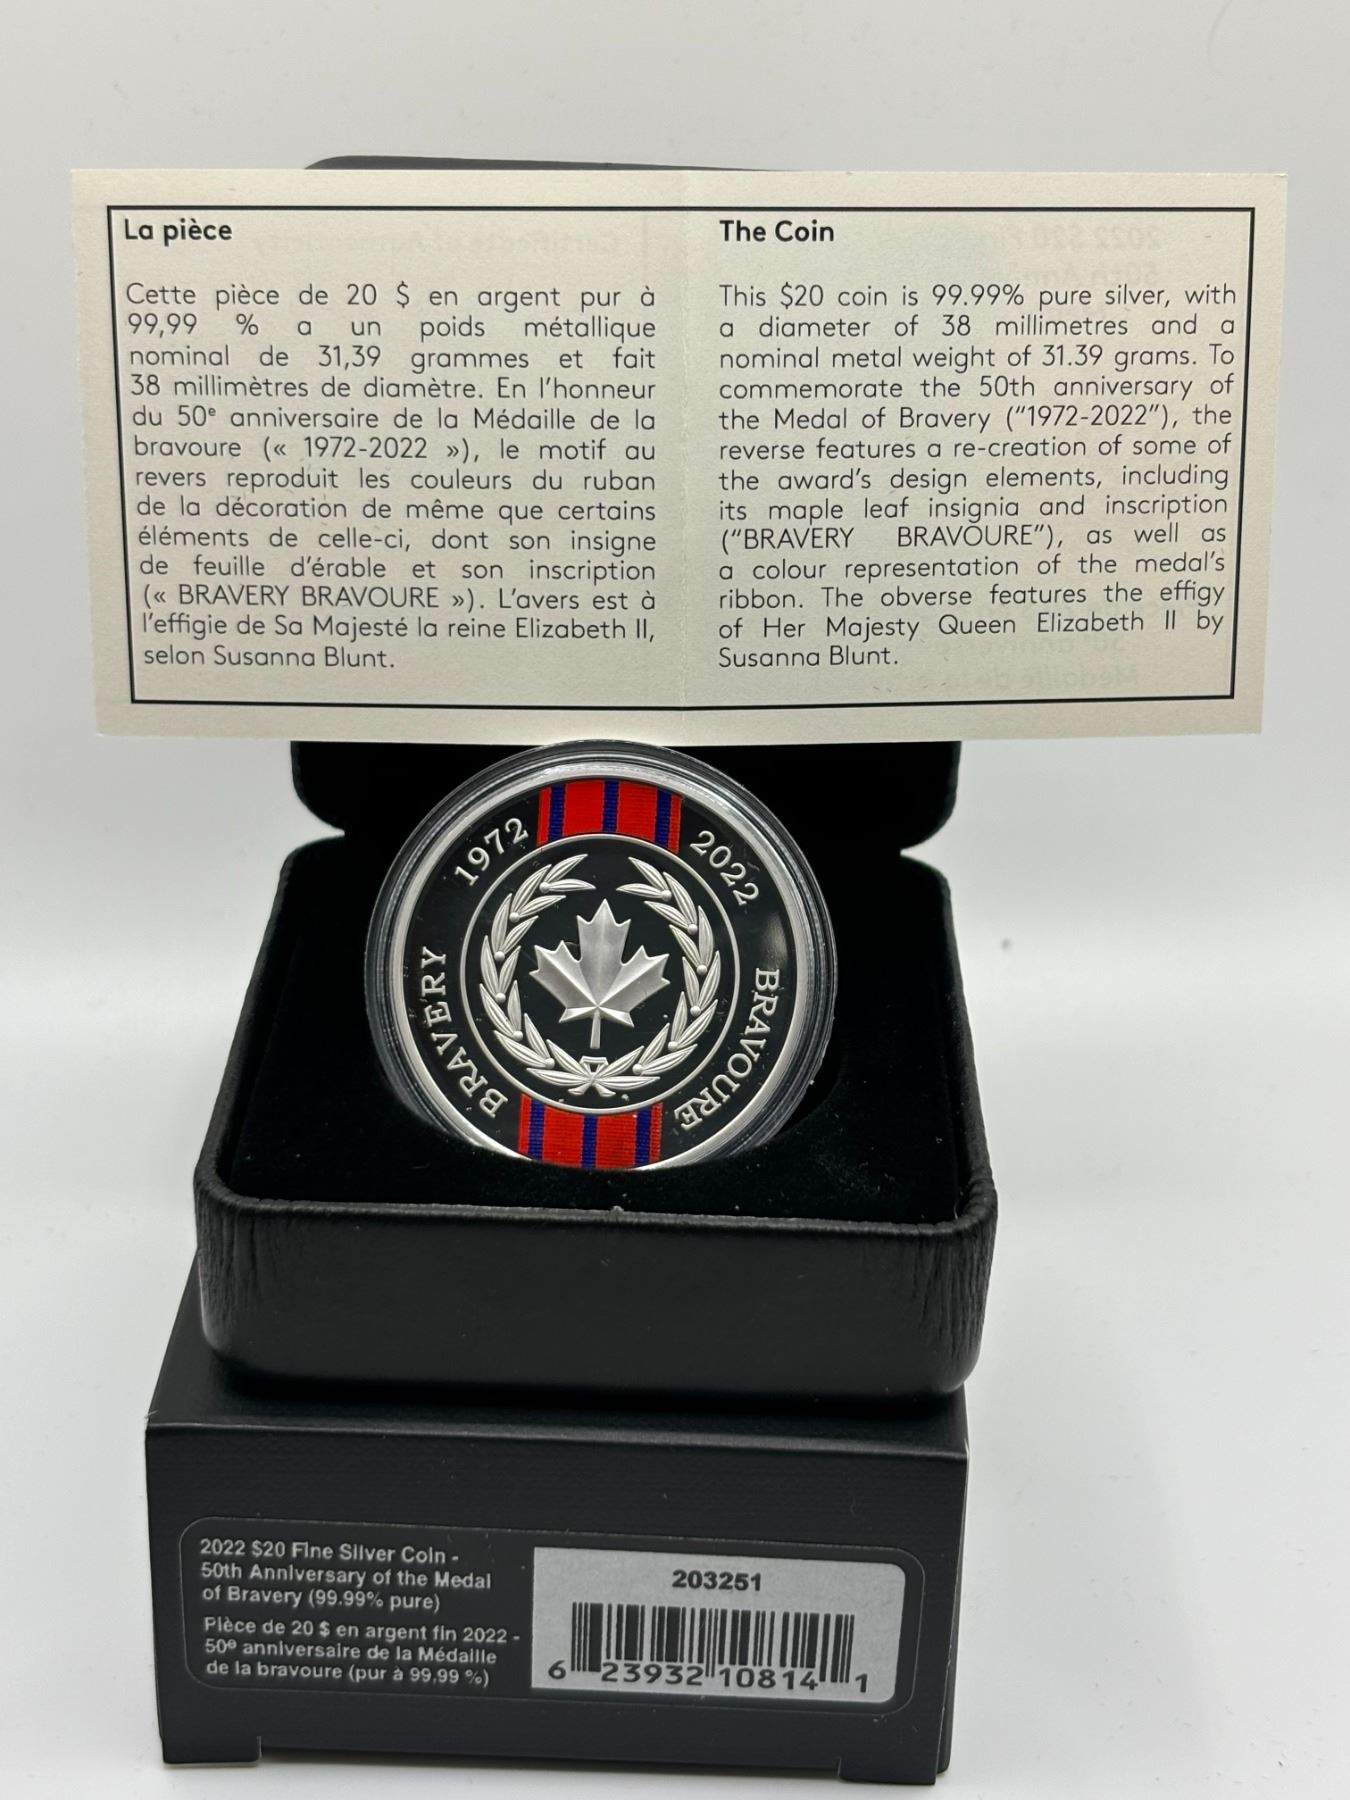 La pièce
Cette pièce de 20 $ en argent pur à
99,99 % a un poids métallique
nominal de 31,39 grammes et fait
38 millimètres de diamètre. En l'honneur
du 50e anniversaire de la Médaille de la
bravoure (« 1972-2022 »), le motif au
revers reproduit les couleurs du ruban
de la décoration de même que certains
éléments de celle-ci, dont son insigne
de feuille d'érable et son inscription
(« BRAVERY BRAVOURE »). L'avers est à
l'effigie de Sa Majesté la reine Elizabeth II,
selon Susanna Blunt.
The Coin
This $20 coin is 99.99% pure silver, with
a diameter of 38 millimetres and a
nominal metal weight of 31.39 grams. To
commemorate the 50th anniversary of
the Medal of Bravery ("1972-2022"), the
reverse features a re-creation of some of
the award's design elements, including
its maple leaf insignia and inscription
("BRAVERY BRAVOURE"), as well as
a colour representation of the medal's
ribbon. The obverse features the effigy
of Her Majesty Queen Elizabeth II by
Susanna Blunt.
1972
2022
BRAVERY
BRAVOURE
2022 $20 Fine Silver Coin -
50th Anniversary of the Medal
of Bravery (99.99% pure)
Pièce de 20 $ en argent fin 2022 -
50e anniversaire de la Médaille
de la bravoure (pur à 99,99 %)
203251
6 23932 10814 1